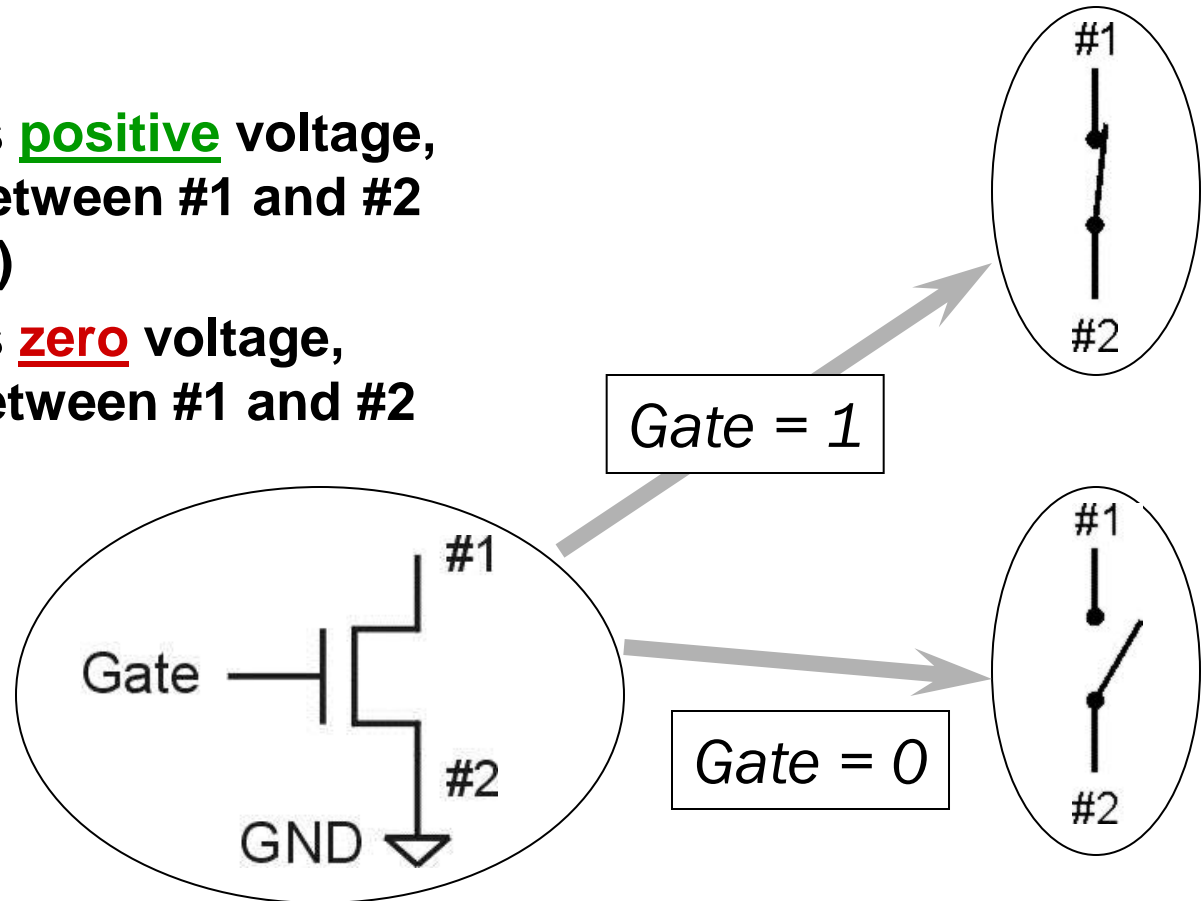 s positive voltage,
etween #1 and #2
)
s zero voltage,
etween #1 and #2
#1
#2
Gate = 1
#1
Gate
#2
GND
Gate = 0
#1
#2